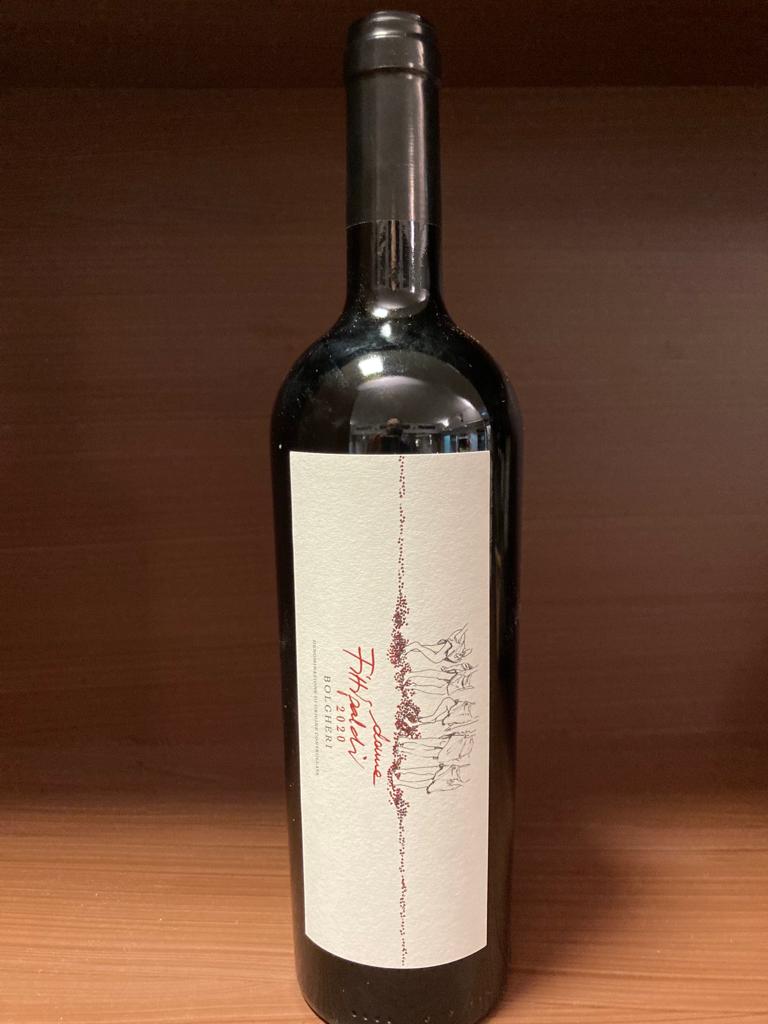 donne
Fittipaldi
2020
BOLGHERI
DENOMINAZIONE DI ORIGINE CONTROLLATA